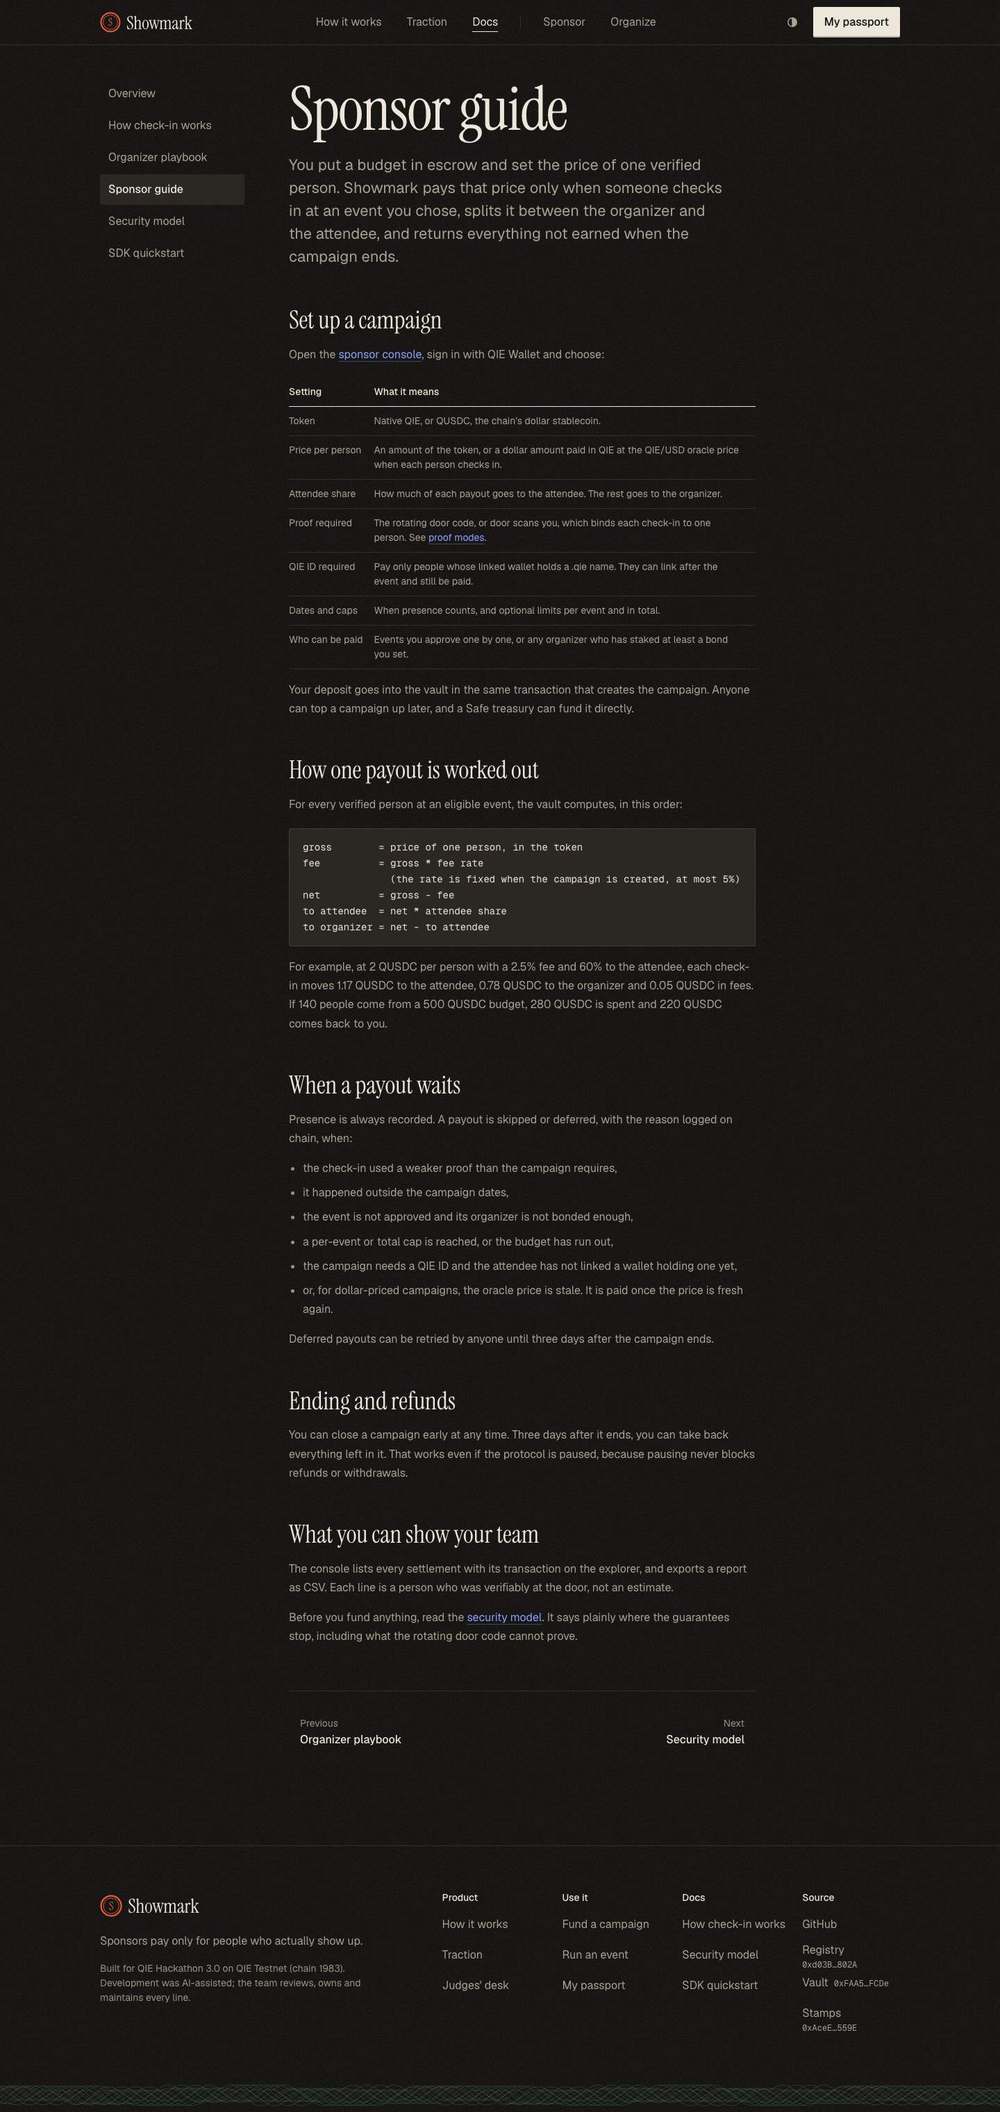 Showmark
How it works
Traction
Docs
Sponsor
Organize
My passport
Overview
How check-in works
Organizer playbook
Sponsor guide
Security model
SDK quickstart
Sponsor guide
You put a budget in escrow and set the price of one verified
person. Showmark pays that price only when someone checks
in at an event you chose, splits it between the organizer and
the attendee, and returns everything not earned when the
campaign ends.
Set up a campaign
Open the sponsor console, sign in with QIE Wallet and choose:
Setting What it means
Token Native QIE, or QUSDC, the chain's dollar stablecoin.
Price per person An amount of the token, or a dollar amount paid in QIE at the QIE/USD oracle price
when each person checks in.
Attendee share How much of each payout goes to the attendee. The rest goes to the organizer.
Proof required The rotating door code, or door scans you, which binds each check-in to one
person. See proof modes.
QIE ID required Pay only people whose linked wallet holds a .qie name. They can link after the
event and still be paid.
Dates and caps When presence counts, and optional limits per event and in total.
Who can be paid Events you approve one by one, or any organizer who has staked at least a bond
you set.
Your deposit goes into the vault in the same transaction that creates the campaign. Anyone
can top a campaign up later, and a Safe treasury can fund it directly.
How one payout is worked out
For every verified person at an eligible event, the vault computes, in this order:
gross = price of one person, in the token
fee = gross * fee rate
(the rate is fixed when the campaign is created, at most 5%)
net = gross - fee
to attendee = net * attendee share
to organizer = net - to attendee
For example, at 2 QUSDC per person with a 2.5% fee and 60% to the attendee, each check-
in moves 1.17 QUSDC to the attendee, 0.78 QUSDC to the organizer and 0.05 QUSDC in fees.
If 140 people come from a 500 QUSDC budget, 280 QUSDC is spent and 220 QUSDC
comes back to you.
When a payout waits
Presence is always recorded. A payout is skipped or deferred, with the reason logged on
chain, when:
• the check-in used a weaker proof than the campaign requires,
• it happened outside the campaign dates,
• the event is not approved and its organizer is not bonded enough,
• a per-event or total cap is reached, or the budget has run out,
• the campaign needs a QIE ID and the attendee has not linked a wallet holding one yet,
• or, for dollar-priced campaigns, the oracle price is stale. It is paid once the price is fresh
again.
Deferred payouts can be retried by anyone until three days after the campaign ends.
Ending and refunds
You can close a campaign early at any time. Three days after it ends, you can take back
everything left in it. That works even if the protocol is paused, because pausing never blocks
refunds or withdrawals.
What you can show your team
The console lists every settlement with its transaction on the explorer, and exports a report
as CSV. Each line is a person who was verifiably at the door, not an estimate.
Before you fund anything, read the security model. It says plainly where the guarantees
stop, including what the rotating door code cannot prove.
Previous
Organizer playbook
Next
Security model
Showmark
Sponsors pay only for people who actually show up.
Built for QIE Hackathon 3.0 on QIE Testnet (chain 1983).
Development was AI-assisted; the team reviews, owns and
maintains every line.
Product
How it works
Traction
Judges' desk
Use it
Fund a campaign
Run an event
My passport
Docs
How check-in works
Security model
SDK quickstart
Source
GitHub
Registry
0xd03B…802A
Vault 0xFAA5…FCDe
Stamps
0xAceE…559E